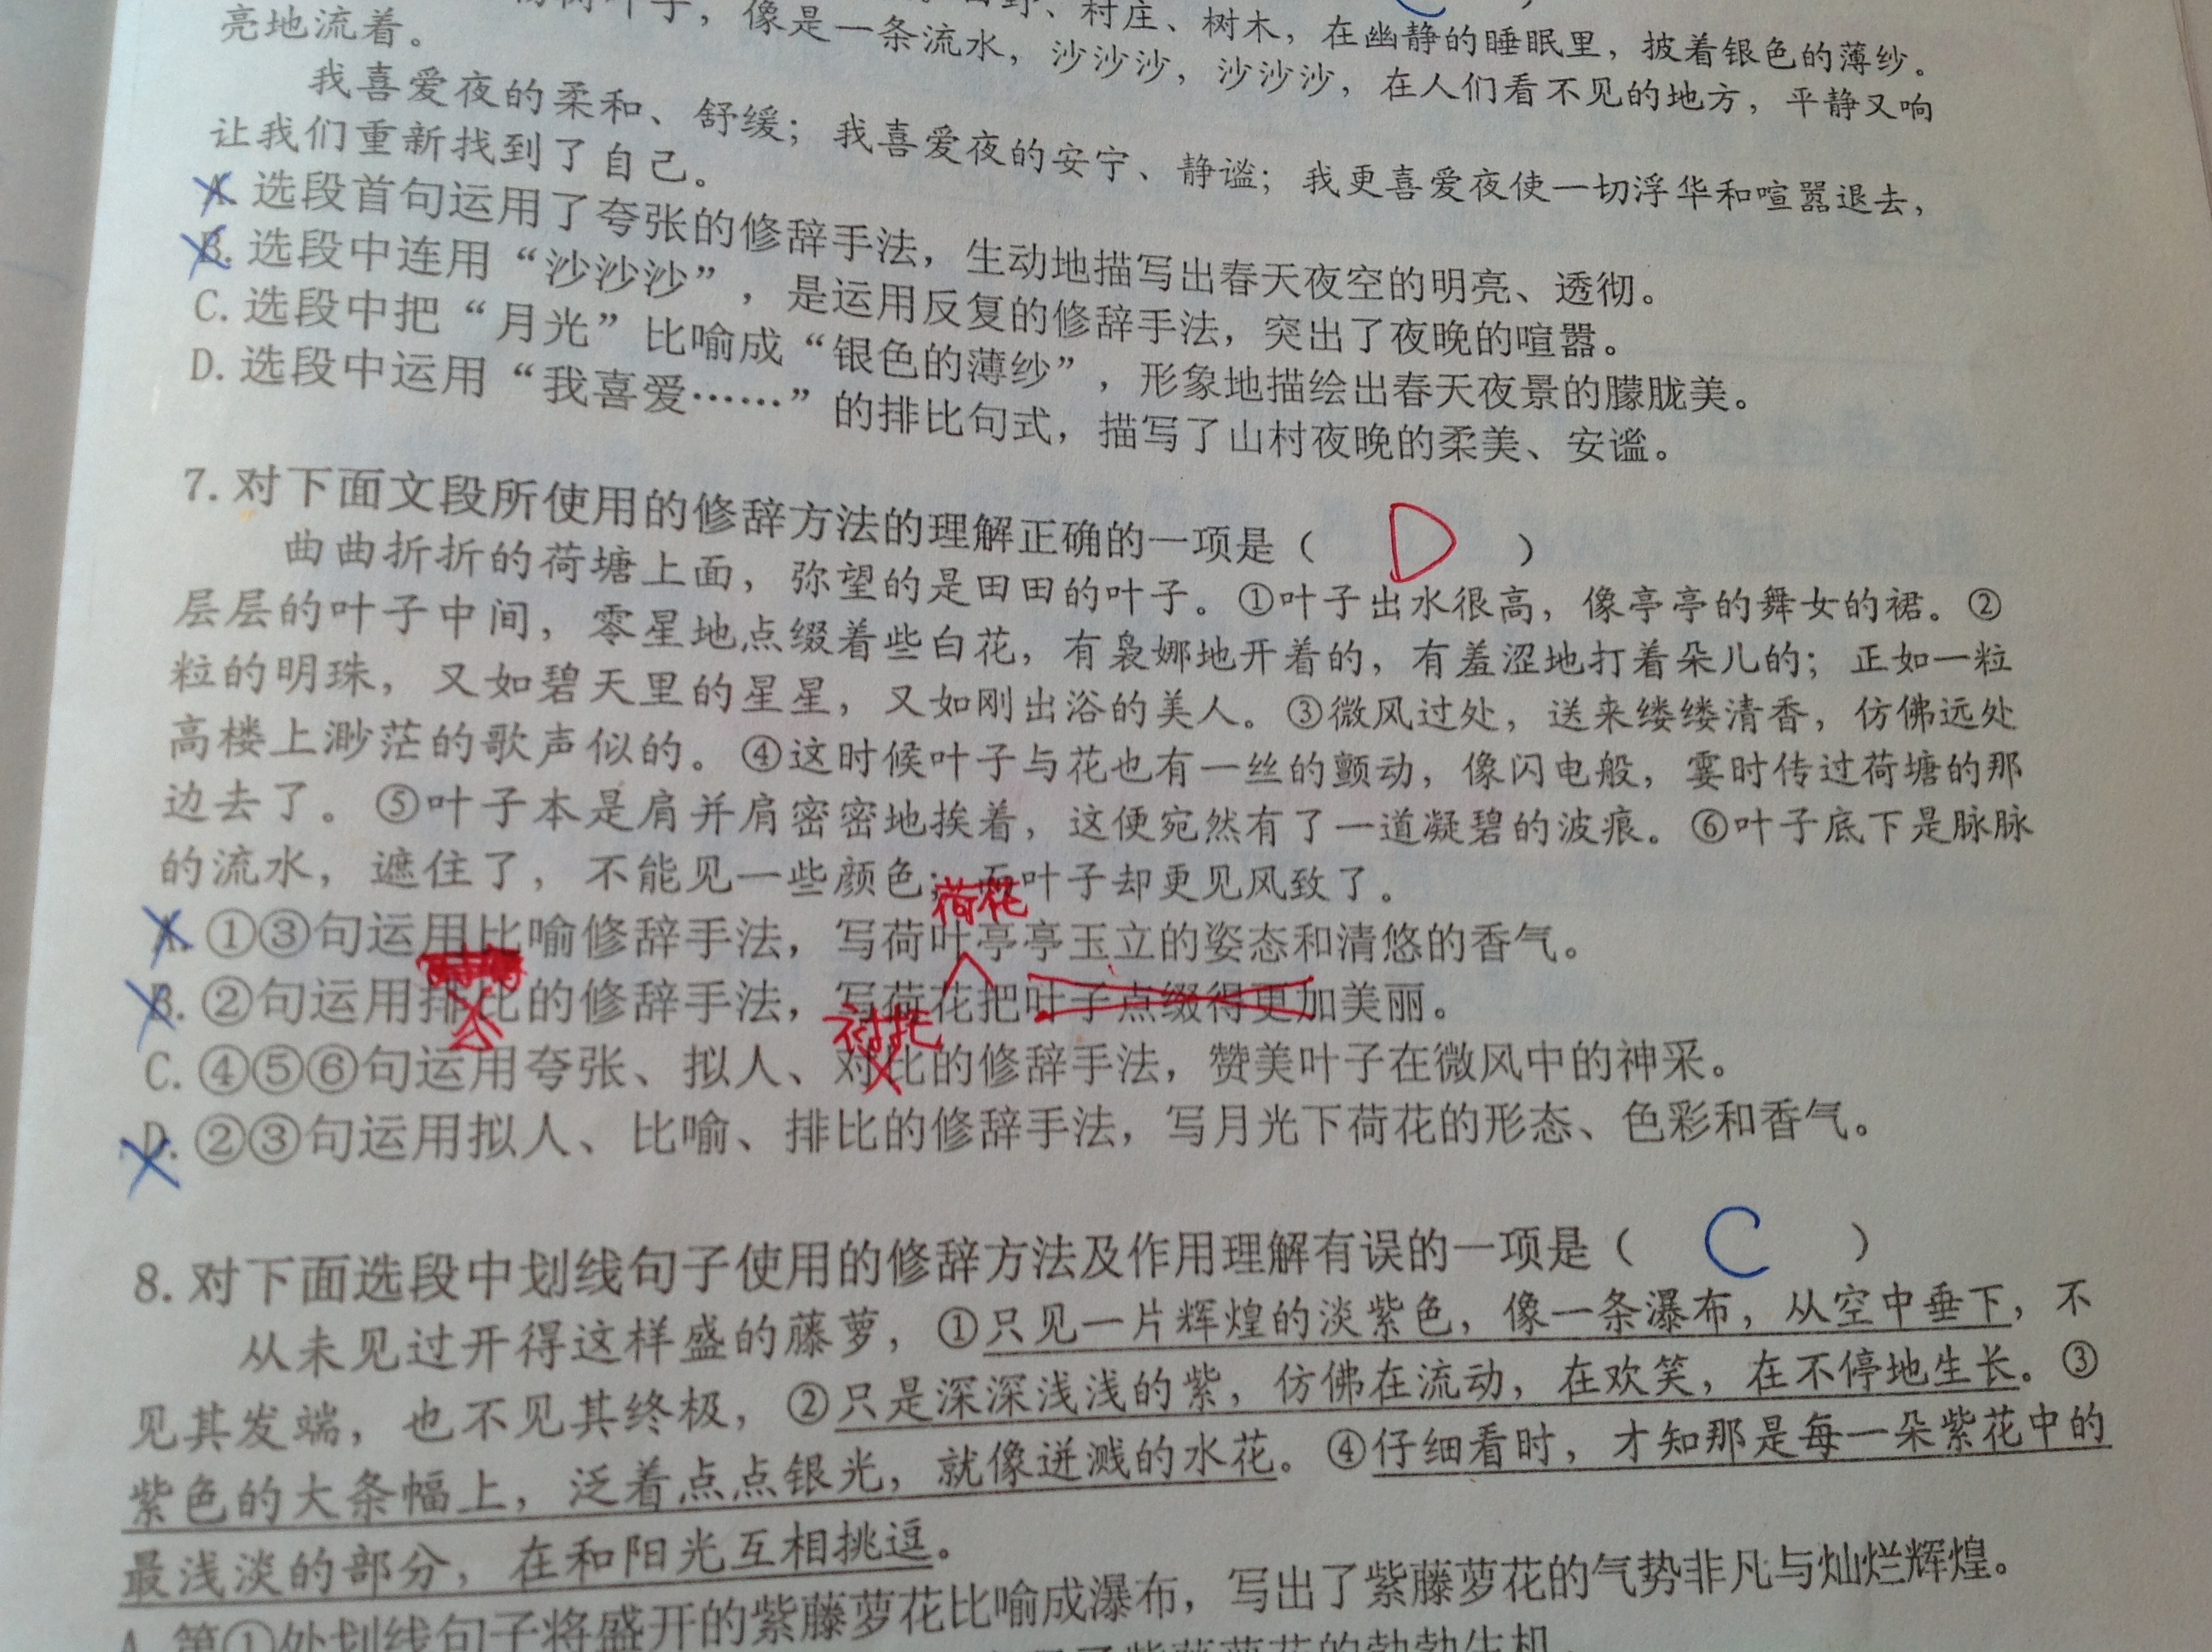 像是一条流水，沙沙沙，沙沙沙，在人们看不见的地方，平静又响
村庄、树木，在幽静的睡眠里，披着银色的薄纱。
亮地流着。
我喜爱夜的柔和、舒缓；我喜爱夜的安宁、静谧；我更喜爱夜使一切浮华和喧嚣退去，
让我们重新找到了自己。
A. 选段首句运用了夸张的修辞手法，生动地描写出春天夜空的明亮、透彻。
B. 选段中连用“沙沙沙”，是运用反复的修辞手法，突出了夜晚的喧嚣。
C. 选段中把“月光”比喻成“银色的薄纱”，形象地描绘出春天夜景的朦胧美。
D. 选段中运用“我喜爱……”的排比句式，描写了山村夜晚的柔美、安谧。
7. 对下面文段所使用的修辞方法的理解正确的一项是（ D ）
曲曲折折的荷塘上面，弥望的是田田的叶子。①叶子出水很高，像亭亭的舞女的裙。②
层层的叶子中间，零星地点缀着些白花，有袅娜地开着的，有羞涩地打着朵儿的；正如一粒
粒的明珠，又如碧天里的星星，又如刚出浴的美人。③微风过处，送来缕缕清香，仿佛远处
高楼上渺茫的歌声似的。④这时候叶子与花也有一丝的颤动，像闪电般，霎时传过荷塘的那
边去了。⑤叶子本是肩并肩密密地挨着，这便宛然有了一道凝碧的波痕。⑥叶子底下是脉脉
的流水，遮住了，不能见一些颜色；而叶子却更见风致了。
荷花
A. ①③句运用比喻修辞手法，写荷叶亭亭玉立的姿态和清悠的香气。
B. ②句运用排比的修辞手法，写荷花把叶子点缀得更加美丽。
衬托
C. ④⑤⑥句运用夸张、拟人、对比的修辞手法，赞美叶子在微风中的神采。
D. ②③句运用拟人、比喻、排比的修辞手法，写月光下荷花的形态、色彩和香气。
8. 对下面选段中划线句子使用的修辞方法及作用理解有误的一项是（ C ）
从未见过开得这样盛的藤萝，①只见一片辉煌的淡紫色，像一条瀑布，从空中垂下，不
见其发端，也不见其终极，②只是深深浅浅的紫，仿佛在流动，在欢笑，在不停地生长。③
紫色的大条幅上，泛着点点银光，就像迸溅的水花。④仔细看时，才知那是每一朵紫花中的
最浅淡的部分，在和阳光互相挑逗。
A. 第①处划线句子将盛开的紫藤萝花比喻成瀑布，写出了紫藤萝花的气势非凡与灿烂辉煌。